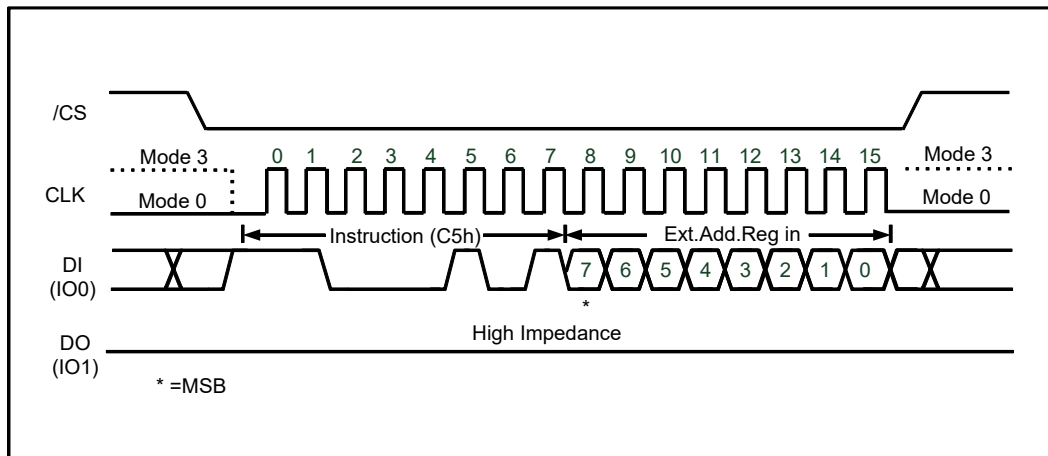 /CS
Mode 3 0 1 2 3 4 5 6 7 8 9 10 11 12 13 14 15 Mode 3
CLK
Mode 0 Mode 0
Instruction (C5h) Ext.Add.Reg in
DI
(IO0)
7 6 5 4 3 2 1 0
*
High Impedance
DO
(IO1)
* =MSB